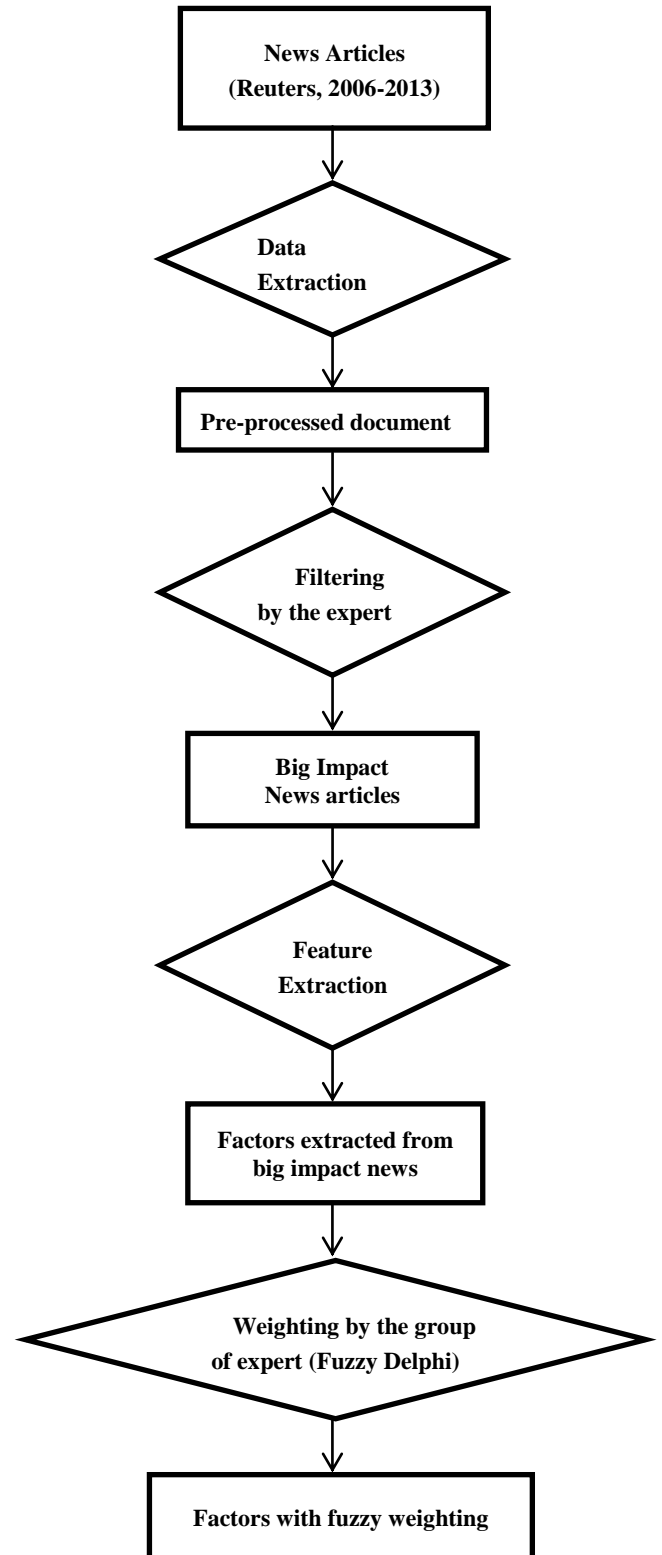 News Articles
(Reuters, 2006-2013)
Data
Extraction
Pre-processed document
Filtering
by the expert
Big Impact
News articles
Feature
Extraction
Factors extracted from
big impact news
Weighting by the group
of expert (Fuzzy Delphi)
Factors with fuzzy weighting